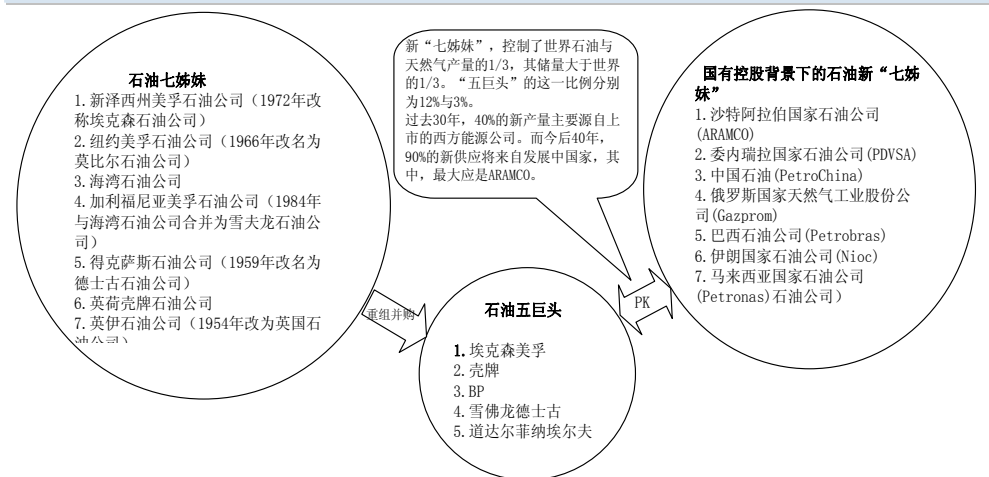 石油七姊妹
1.新泽西州美孚石油公司（1972年改
称埃克森石油公司）
2.纽约美孚石油公司（1966年改名为
莫比尔石油公司）
3.海湾石油公司
4.加利福尼亚美孚石油公司（1984年
与海湾石油公司合并为雪夫龙石油公
司）
5.得克萨斯石油公司（1959年改名为
德士古石油公司）
6.英荷壳牌石油公司
7.英伊石油公司（1954年改为英国石
油公司）
重组并购
新“七姊妹”，控制了世界石油与
天然气产量的1/3，其储量大于世界
的1/3。“五巨头”的这一比例分别
为12%与3%。
过去30年，40%的新产量主要源自上
市的西方能源公司。而今后40年，
90%的新供应将来自发展中国家，其
中，最大应是ARAMCO。
石油五巨头
1.埃克森美孚
2.壳牌
3.BP
4.雪佛龙德士古
5.道达尔菲纳埃尔夫
PK
国有控股背景下的石油新“七姊
妹”
1.沙特阿拉伯国家石油公司
(ARAMCO)
2.委内瑞拉国家石油公司(PDVSA)
3.中国石油(PetroChina)
4.俄罗斯国家天然气工业股份公
司(Gazprom)
5.巴西石油公司(Petrobras)
6.伊朗国家石油公司(Nioc)
7.马来西亚国家石油公司
(Petronas)石油公司）